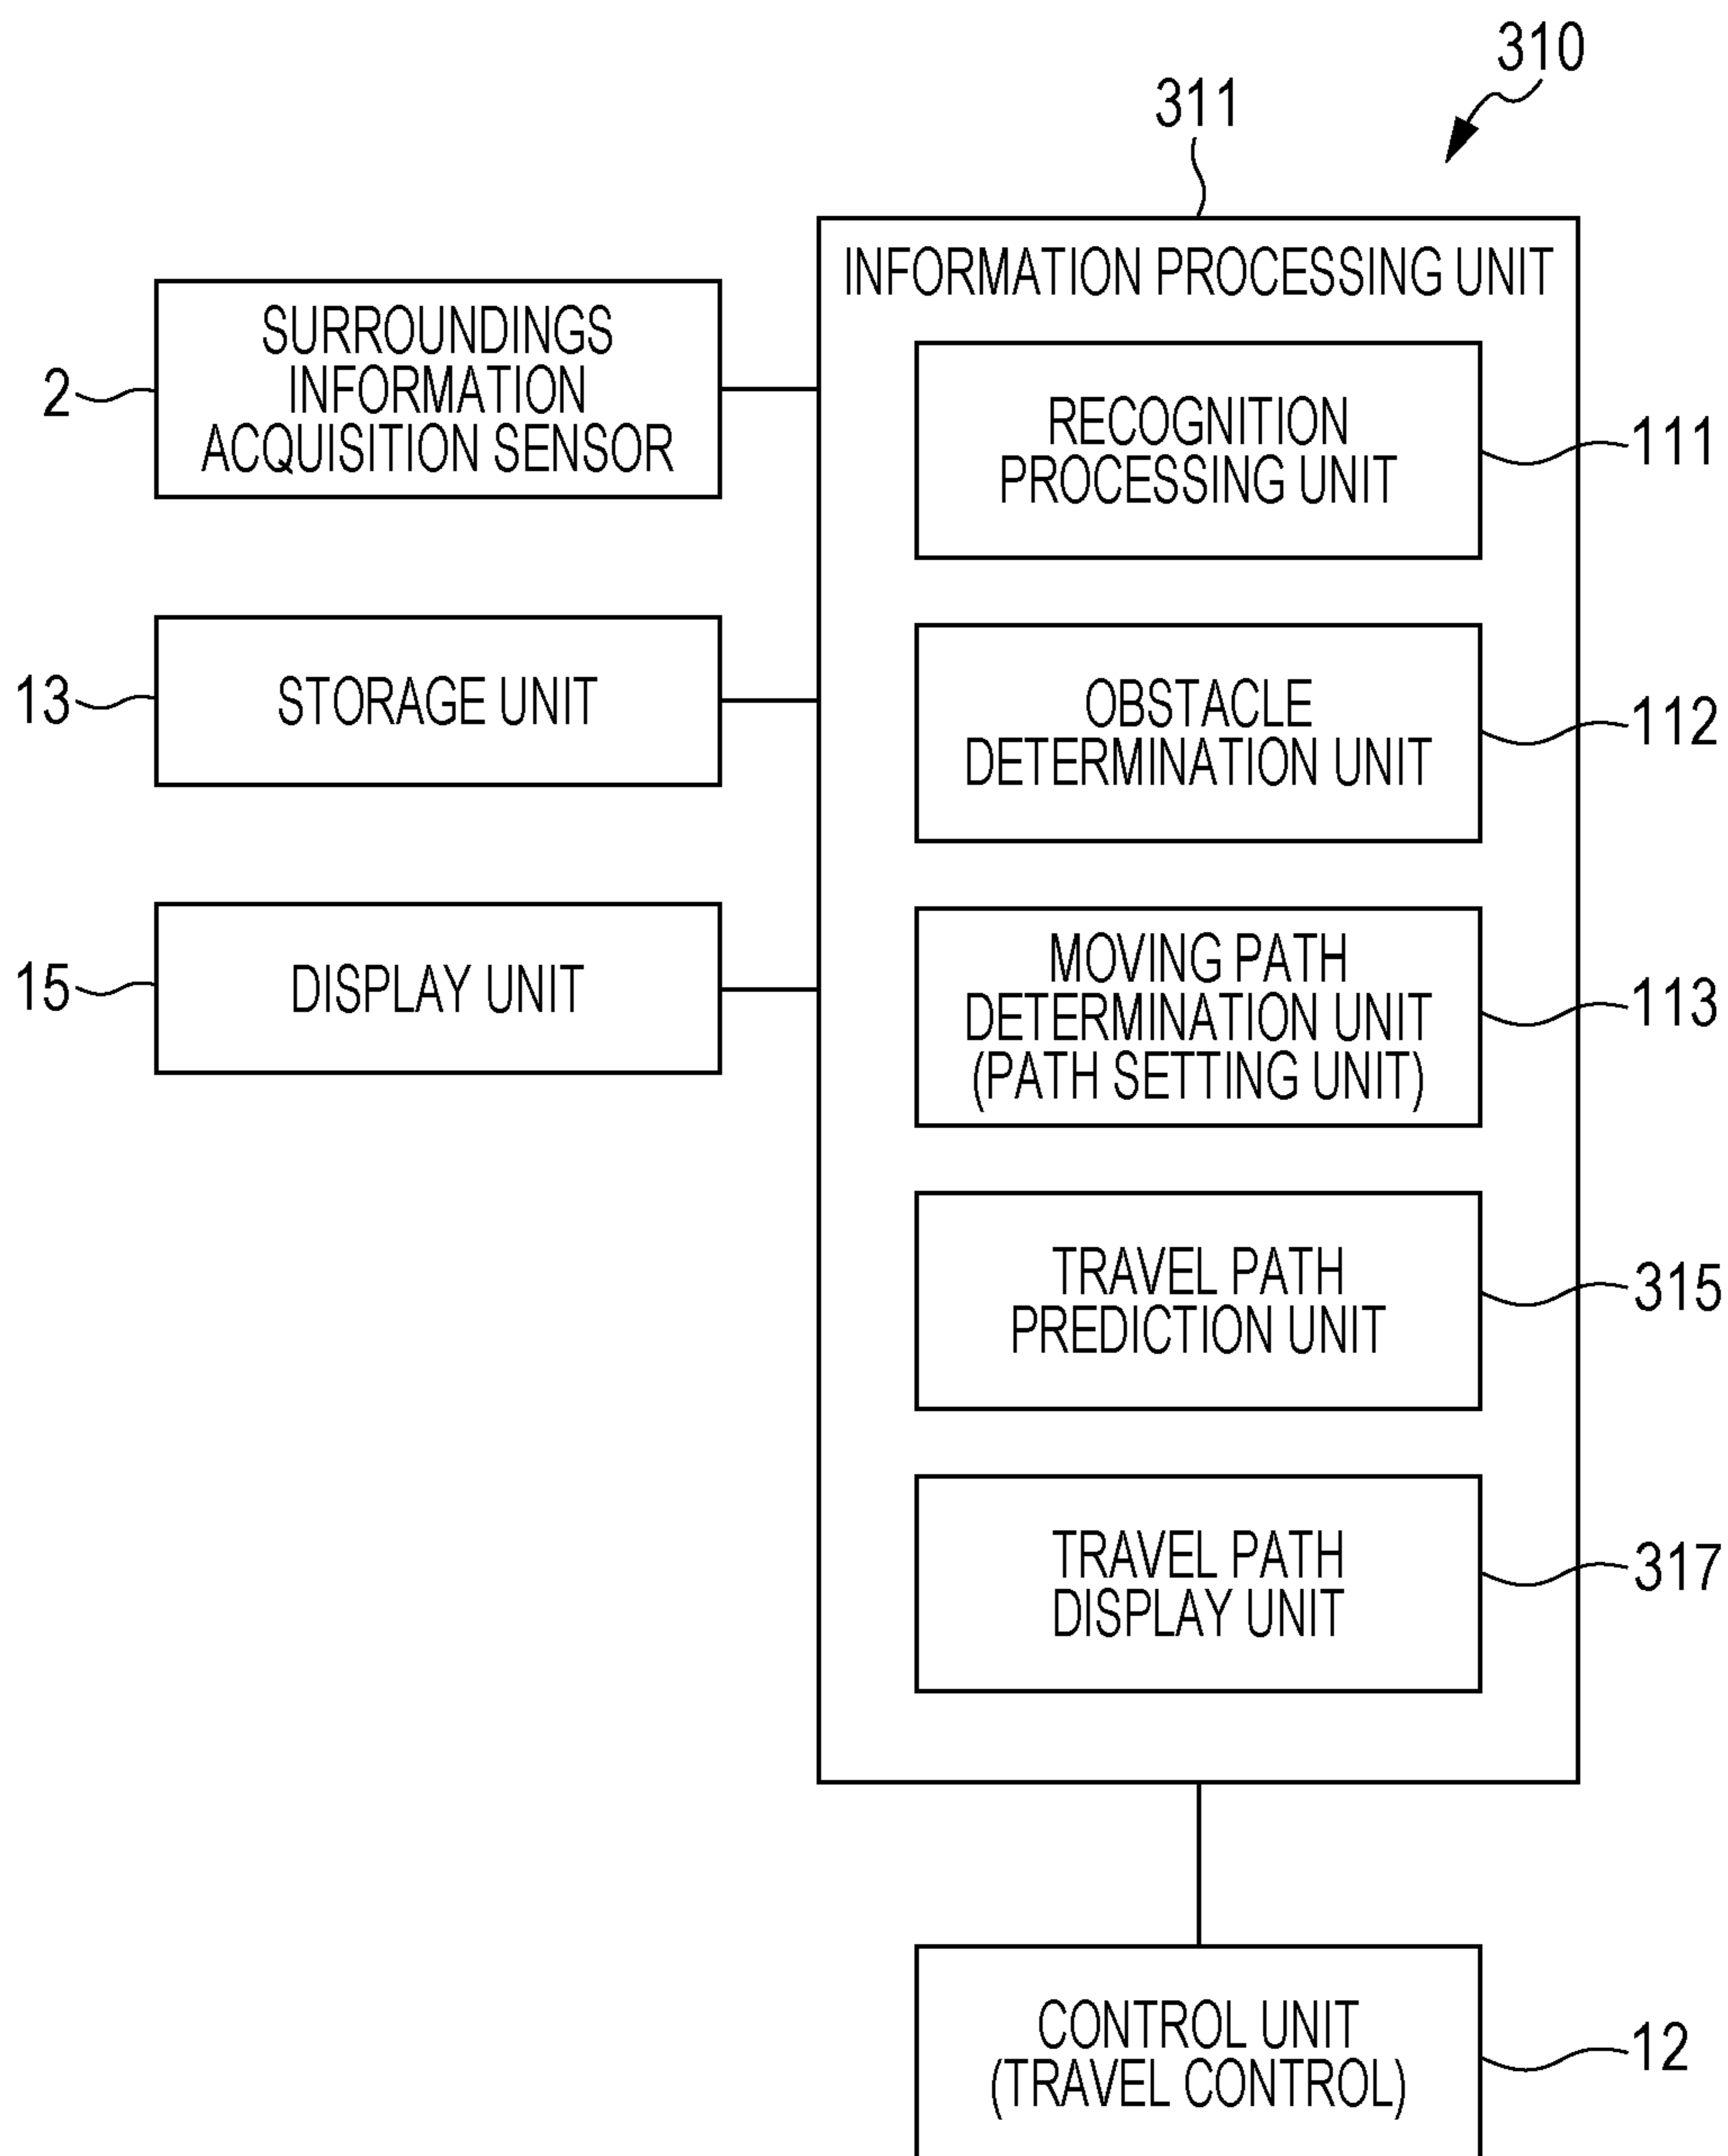 310
311
INFORMATION PROCESSING UNIT
2
SURROUNDINGS
INFORMATION
ACQUISITION SENSOR
RECOGNITION
PROCESSING UNIT
111
13
STORAGE UNIT
OBSTACLE
DETERMINATION UNIT
112
15
DISPLAY UNIT
MOVING PATH
DETERMINATION UNIT
(PATH SETTING UNIT)
113
TRAVEL PATH
PREDICTION UNIT
315
TRAVEL PATH
DISPLAY UNIT
317
CONTROL UNIT
(TRAVEL CONTROL)
12